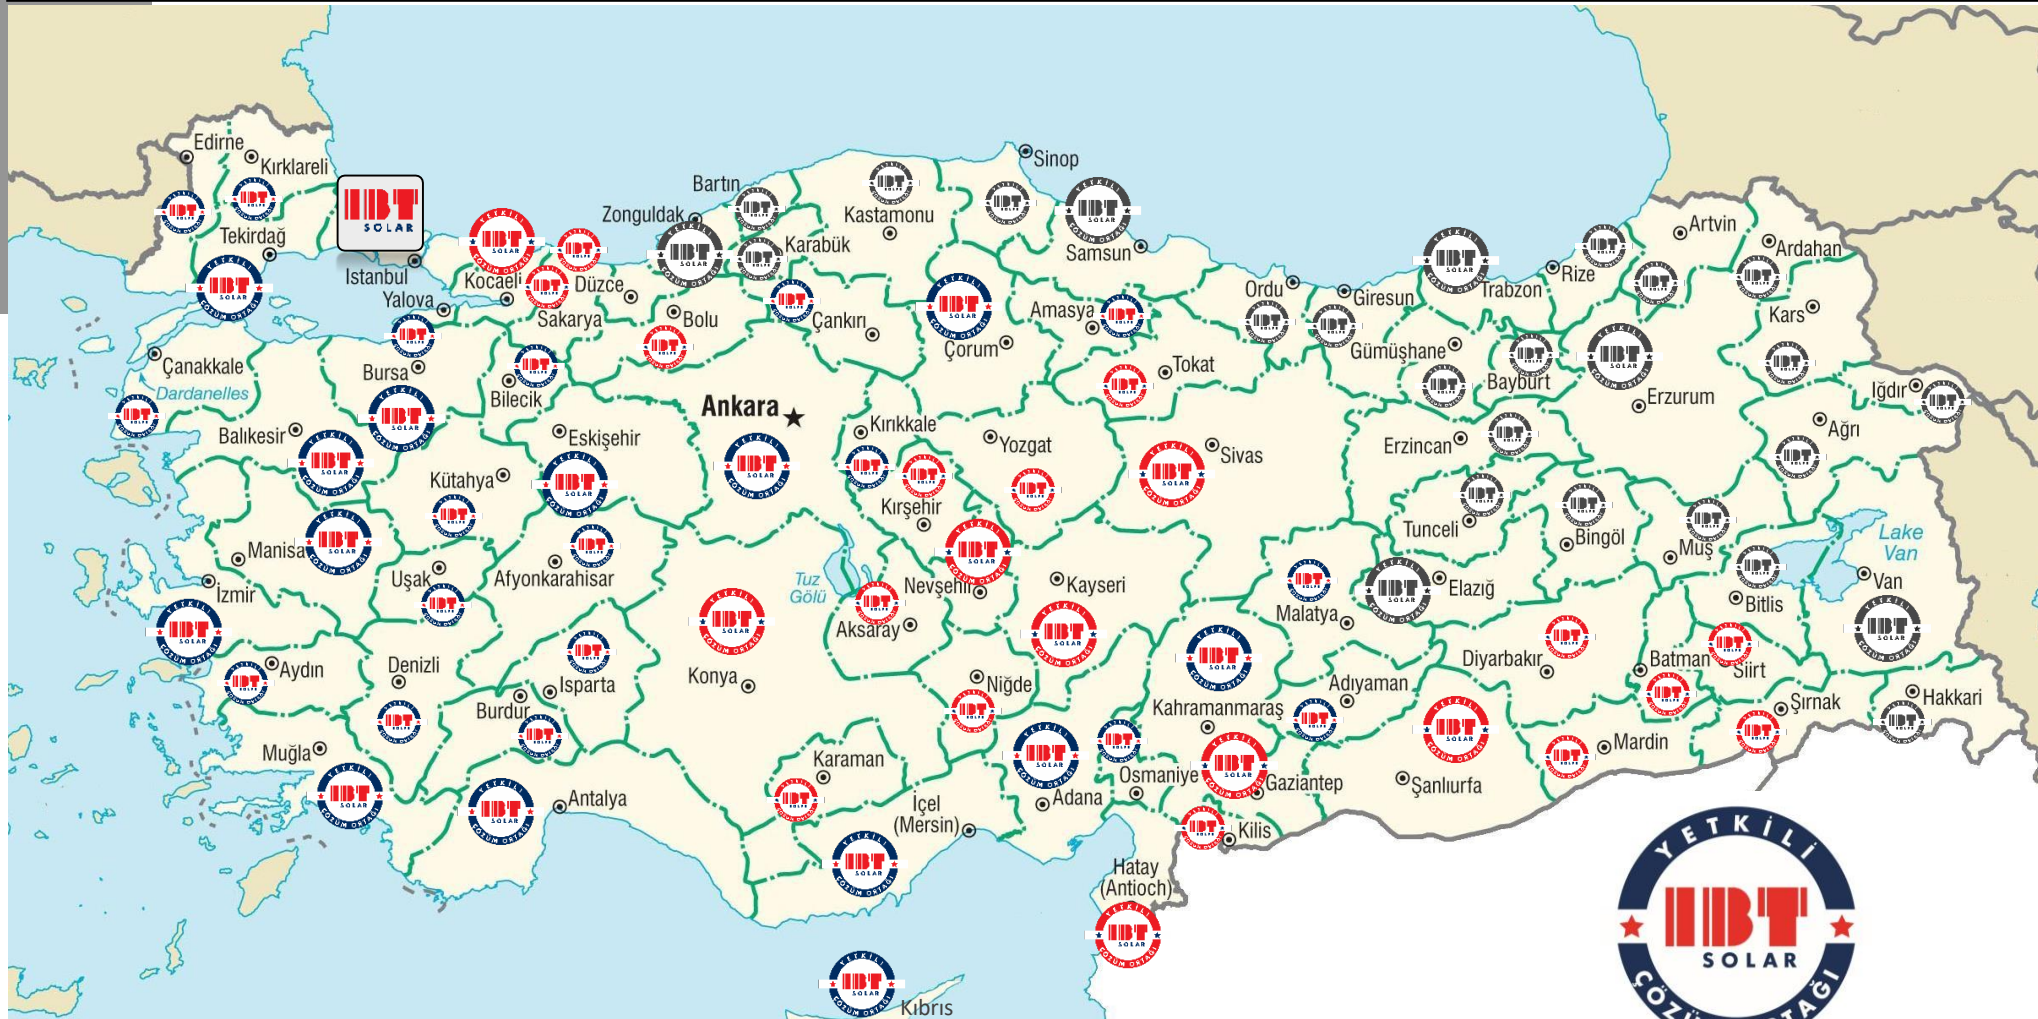 Edirne
Kırklareli
Tekirdağ
IBT
SOLAR
Istanbul
Yalova
Kocaeli
Sakarya
Düzce
Bolu
Zonguldak
Bartın
Karabük
Kastamonu
Sinop
Samsun
Çankırı
Çorum
Amasya
Tokat
Ordu
Giresun
Trabzon
Rize
Artvin
Ardahan
Kars
Gümüşhane
Bayburt
Erzurum
Iğdır
Ağrı
Çanakkale
Dardanelles
Bursa
Bilecik
Balıkesir
Eskişehir
Kütahya
Ankara
Kırıkkale
Yozgat
Kırşehir
Sivas
Erzincan
Tunceli
Bingöl
Muş
Lake
Van
Van
Bitlis
Manisa
İzmir
Uşak
Afyonkarahisar
Tuz
Gölü
Nevşehir
Aksaray
Kayseri
Malatya
Elazığ
Diyarbakır
Batman
Siirt
Şırnak
Hakkari
Aydın
Denizli
Isparta
Burdur
Konya
Niğde
Kahramanmaraş
Adıyaman
Mardin
Muğla
Antalya
Karaman
İçel
(Mersin)
Adana
Osmaniye
Gaziantep
Şanlıurfa
Kilis
Hatay
(Antioch)
Kıbrıs
YETKİLİ
IBT
SOLAR